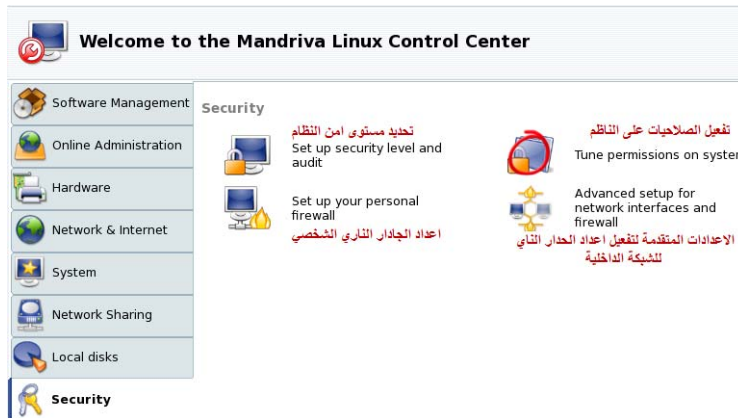 Welcome to the Mandriva Linux Control Center
Software Management
Online Administration
Hardware
Network & Internet
System
Network Sharing
Local disks
Security
Security
تحديد مستوى امن النظام
Set up security level and
audit
تفعيل الصلاحيات على الناظم
Tune permissions on syster
Set up your personal
firewall
اعداد الجادار الناري الشخصي
Advanced setup for
network interfaces and
firewall
الاعدادات المتقدمة لتفعيل اعداد الحدار الناي
للشبكة الداخلية